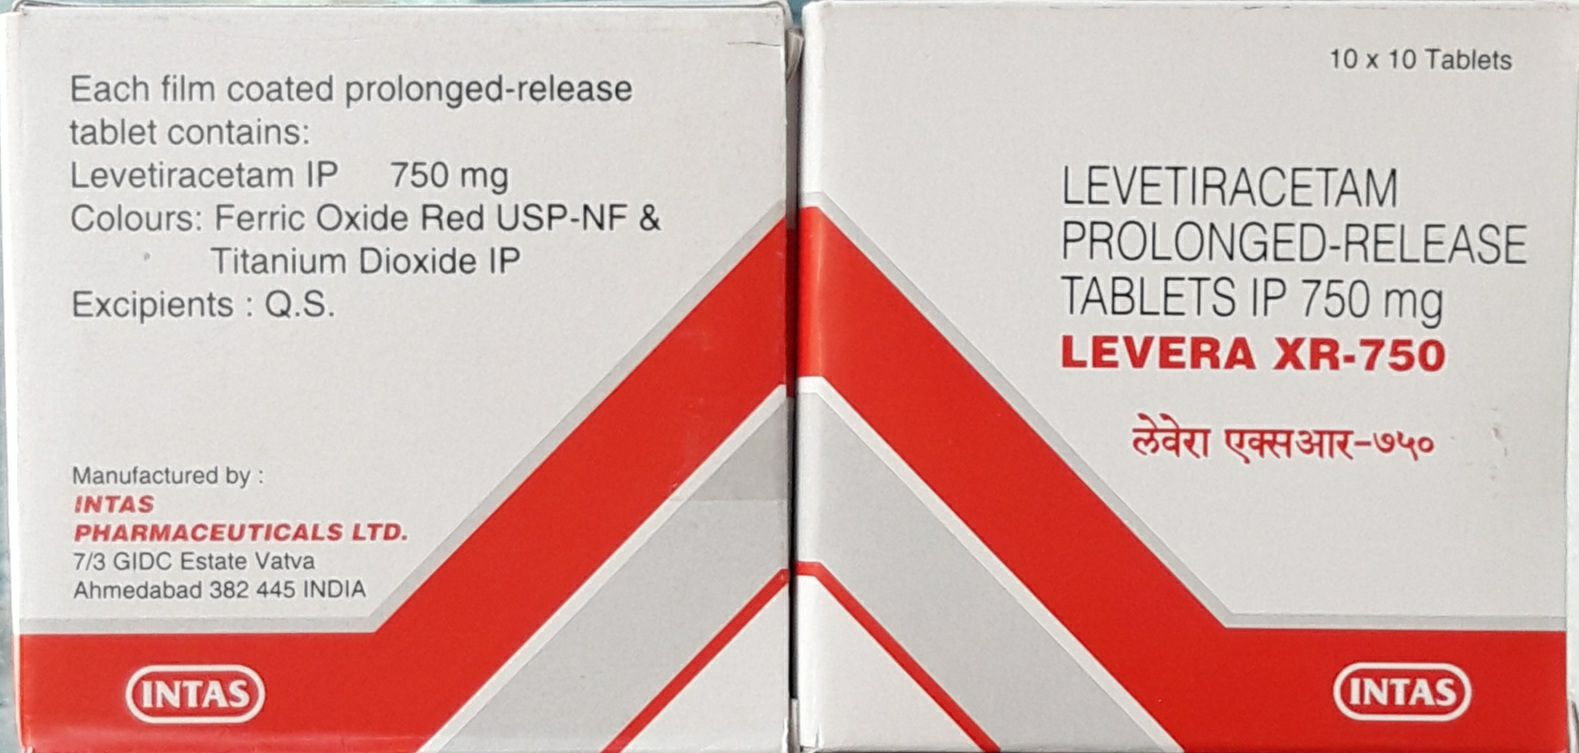 Each film coated prolonged-release
tablet contains:
Levetiracetam IP 750 mg
Colours: Ferric Oxide Red USP-NF &
Titanium Dioxide IP
Excipients : Q.S.
Manufactured by :
INTAS
PHARMACEUTICALS LTD.
7/3 GIDC Estate Vatva
Ahmedabad 382 445 INDIA
INTAS
10 x 10 Tablets
LEVETIRACETAM
PROLONGED-RELEASE
TABLETS IP 750 mg
LEVERA XR-750
लेवेरा एक्सआर-७५०
INTAS